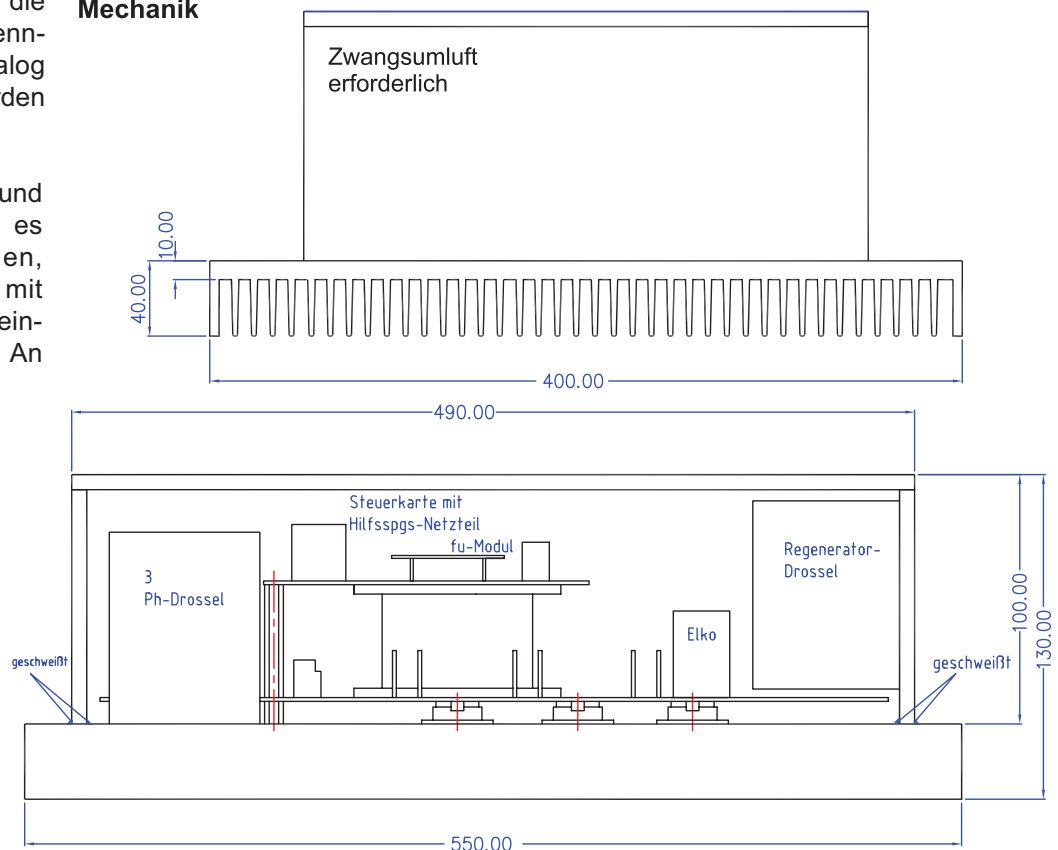 die
enn-
alog
rden
und
es
en,
mit
ein-
An
Mechanik
Zwangsumluft
erforderlich
10.00
40.00
400.00
490.00
Steuerkarte mit
Hilfsspgs-Netzteil
fu-Modul
3
Ph-Drossel
Regenerator-
Drossel
Elko
geschweißt
geschweißt
100.00
130.00
550.00